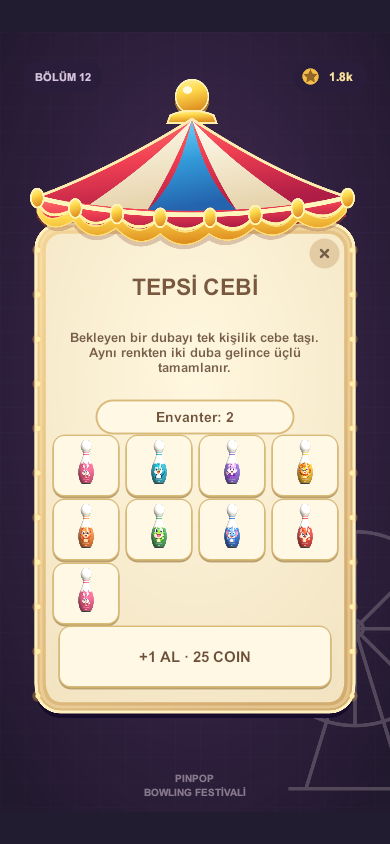 BÖLÜM 12
1.8k
TEPSİ CEBİ
Bekleyen bir dubayı tek kişilik cebe taşı.
Aynı renkten iki duba gelince üçlü
tamamlanır.
Envanter: 2
+1 AL · 25 COIN
PINPOP
BOWLING FESTİVALİ